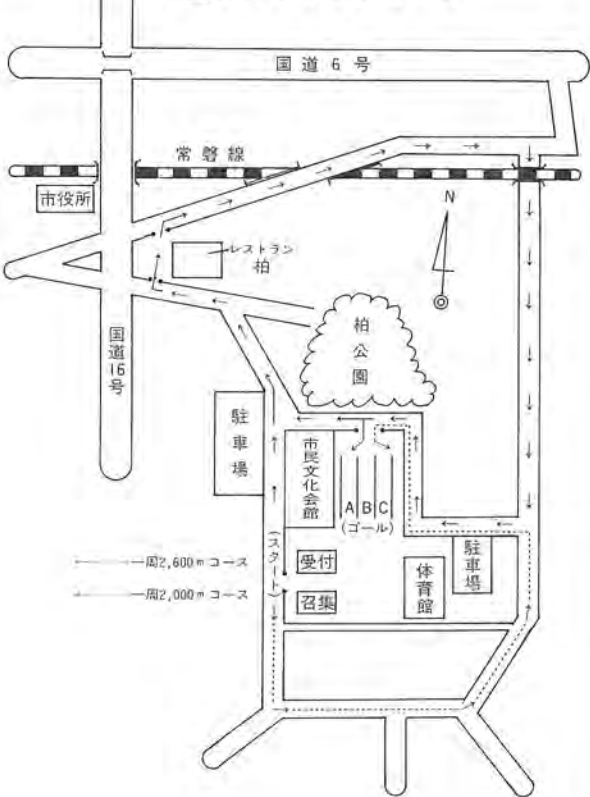 国道6号
常磐線
市役所
N
レストラン
柏
柏公園
国道16号
駐車場
市民文化会館
A B C
(ゴール)
(スタート)
受付
駐車場
体育館
一周2,600mコース
召集
一周2,000mコース